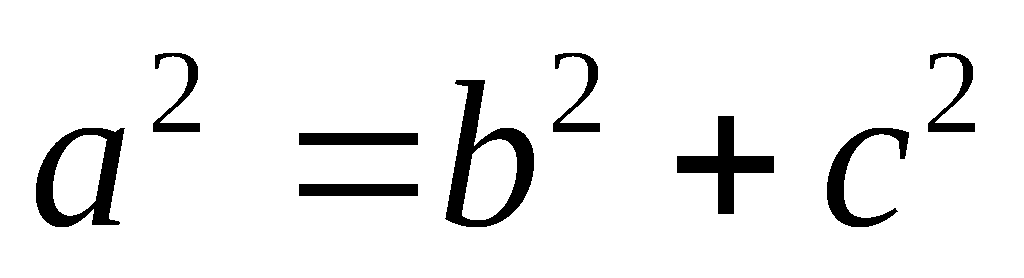 a² = b² + c²